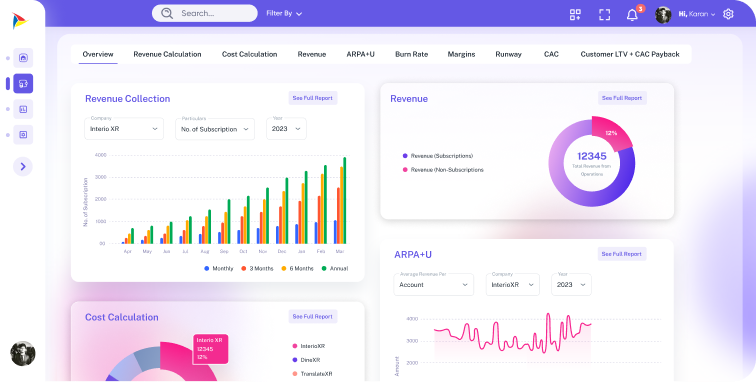 Search...
Filter By
3
Hi, Karan
Overview
Revenue Calculation
Cost Calculation
Revenue
ARPA+U
Burn Rate
Margins
Runway
CAC
Customer LTV + CAC Payback
Revenue Collection
See Full Report
Company
Interio XR
Particulars
No. of Subscription
Year
2023
No. of Subscription
4000
3000
2000
1000
00
Apr
May
Jun
Jul
Aug
Sep
Oct
Nov
Dec
Jan
Feb
Mar
Monthly
3 Months
6 Months
Annual
Revenue
See Full Report
Revenue (Subscriptions)
Revenue (Non-Subscriptions
12%
12345
Total Revenue from
Operations
Cost Calculation
See Full Report
Interio XR
12345
12%
InterioXR
DineXR
TranslateXR
ARPA+U
See Full Report
Average Revenue Per
Account
Company
InterioXR
Year
2023
Amount
4000
3000
2000